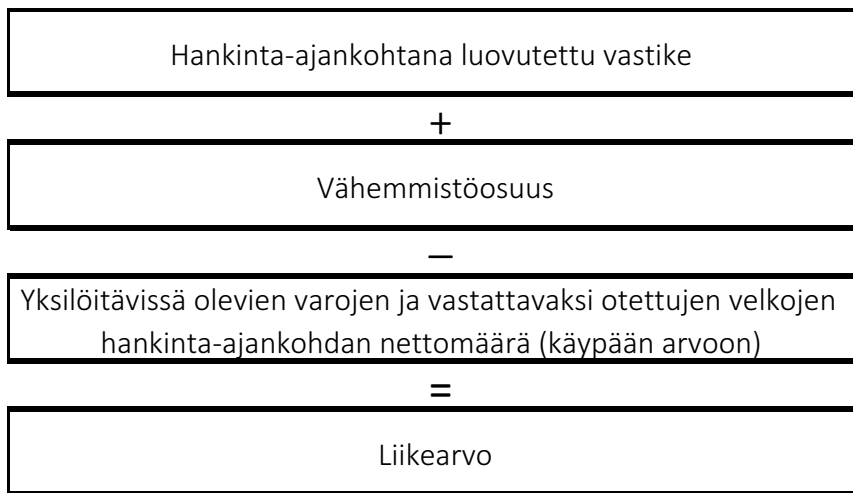 Hankinta-ajankohtana luovutettu vastike
+
Vähemmistöosuus
–
Yksilöitävissä olevien varojen ja vastattavaksi otettujen velkojen
hankinta-ajankohdan nettomäärä (käypään arvoon)
=
Liikearvo